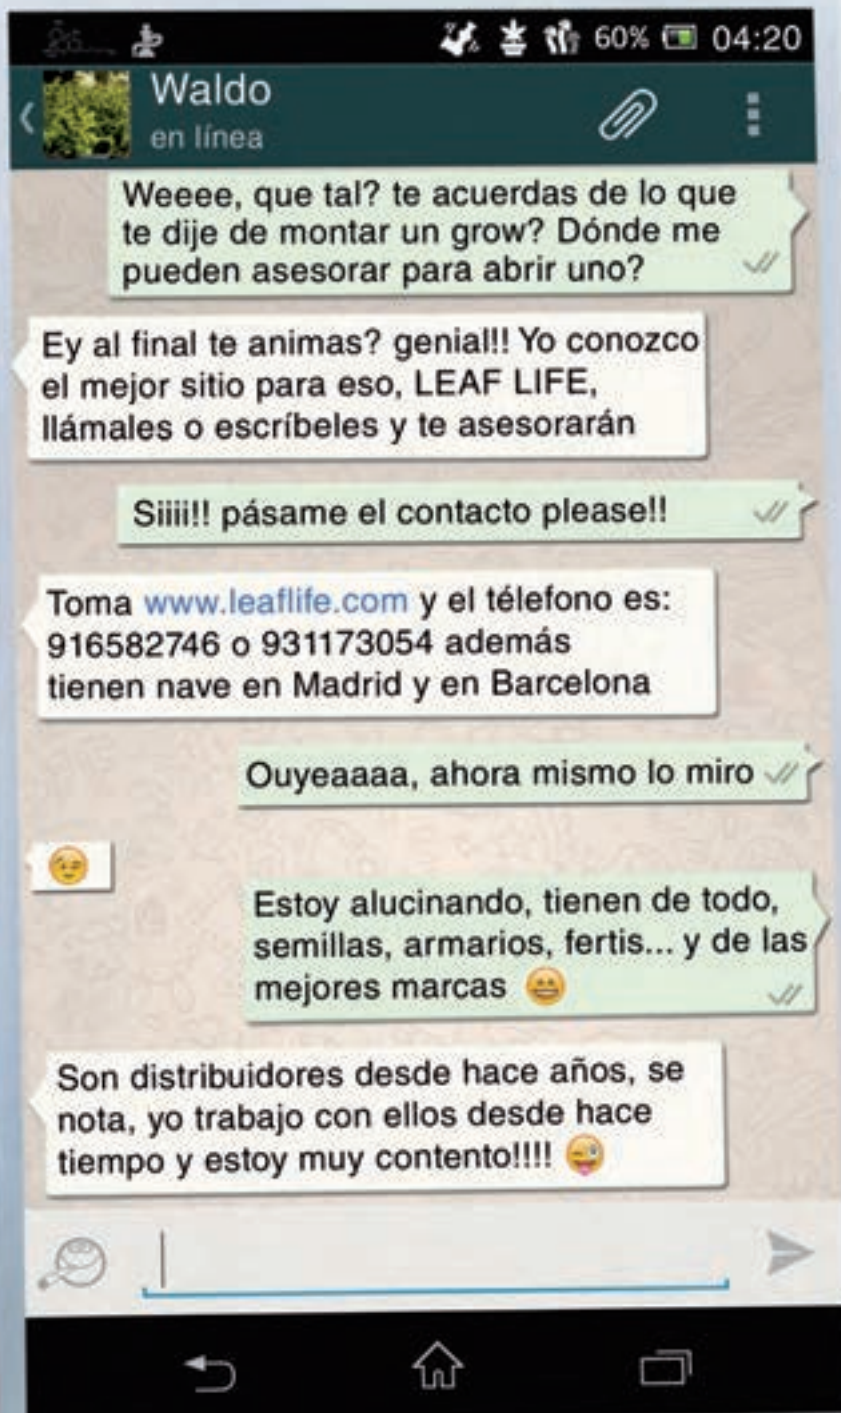 60% 04:20
Waldo
en línea
Weeee, que tal? te acuerdas de lo que
te dije de montar un grow? Dónde me
pueden asesorar para abrir uno?
Ey al final te animas? genial!! Yo conozco
el mejor sitio para eso, LEAF LIFE,
llámales o escríbeles y te asesorarán
Siiii!! pásame el contacto please!!
Toma www.leaflife.com y el télefono es:
916582746 o 931173054 además
tienen nave en Madrid y en Barcelona
Ouyeaaaa, ahora mismo lo miro
Estoy alucinando, tienen de todo,
semillas, armarios, fertis... y de las
mejores marcas
Son distribuidores desde hace años, se
nota, yo trabajo con ellos desde hace
tiempo y estoy muy contento!!!!